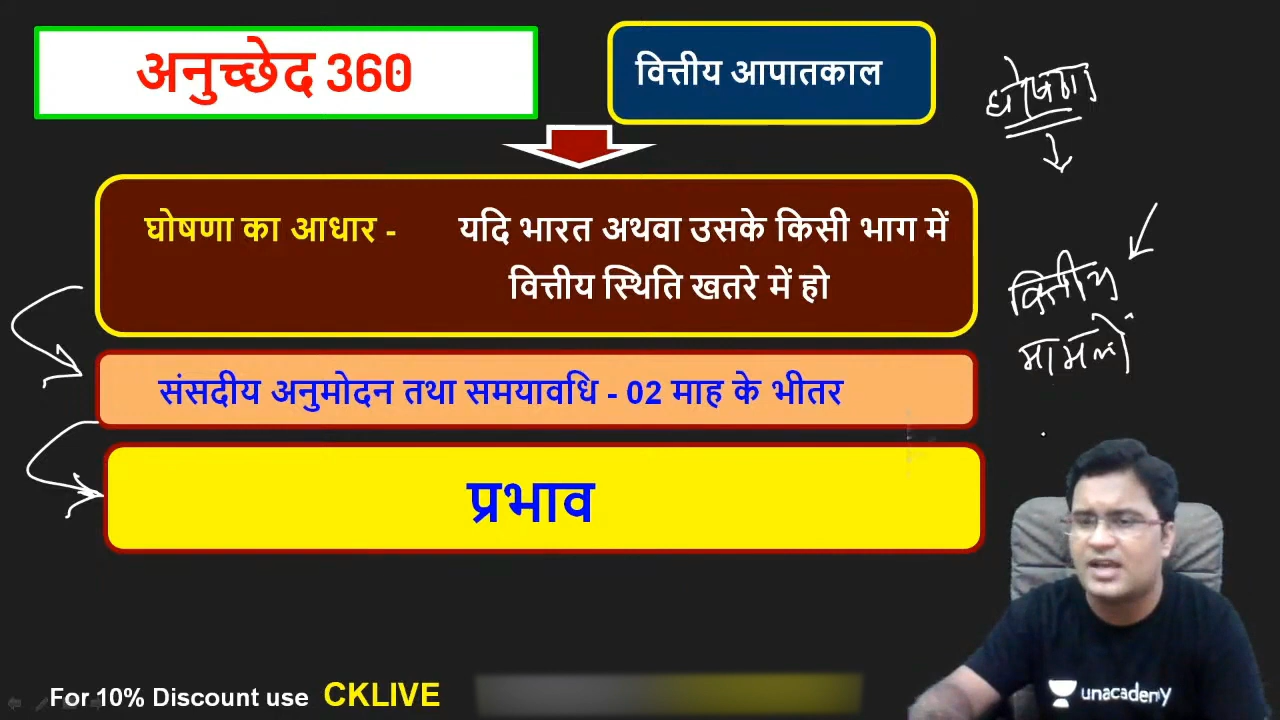 अनुच्छेद 360
वित्तीय आपातकाल
घोषणा
घोषणा का आधार - यदि भारत अथवा उसके किसी भाग में
वित्तीय स्थिति खतरे में हो
वित्तीय
मामलों
संसदीय अनुमोदन तथा समयावधि - 02 माह के भीतर
प्रभाव
For 10% Discount use CKLIVE
unacademy